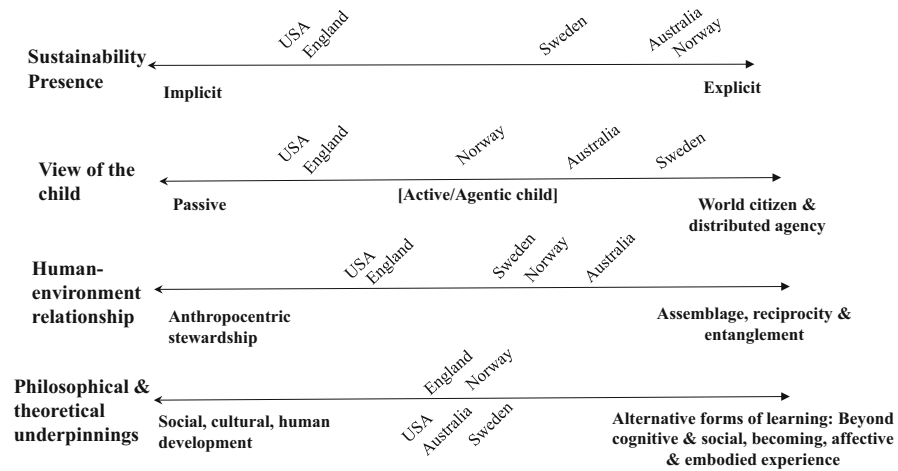 USA
England
Sweden
Australia
Norway
Sustainability
Presence
Implicit
Explicit
USA
England
Norway
Australia
Sweden
View of the
child
Passive
[Active/Agentic child]
World citizen &
distributed agency
USA
England
Sweden
Norway
Australia
Human-
environment
relationship
Anthropocentric
stewardship
Assemblage, reciprocity &
entanglement
England
Norway
Philosophical &
theoretical
underpinnings
Social, cultural, human
development
USA
Australia
Sweden
Alternative forms of learning: Beyond
cognitive & social, becoming, affective
& embodied experience